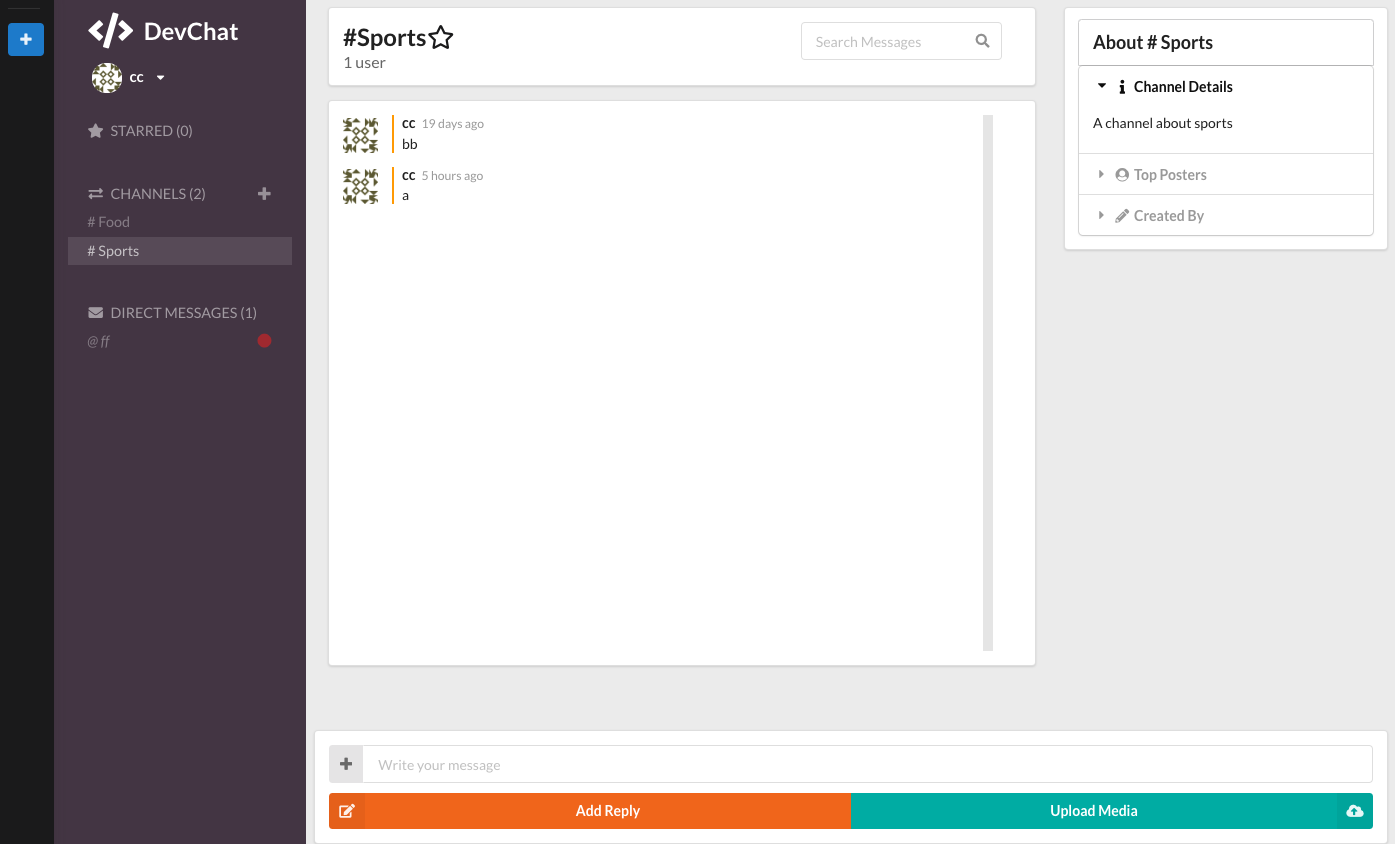 DevChat
cc
STARRED (0)
CHANNELS (2)
# Food
# Sports
DIRECT MESSAGES (1)
@ ff
#Sports
1 user
Search Messages
cc 19 days ago
bb
cc 5 hours ago
a
About # Sports
Channel Details
A channel about sports
Top Posters
Created By
Write your message
Add Reply
Upload Media